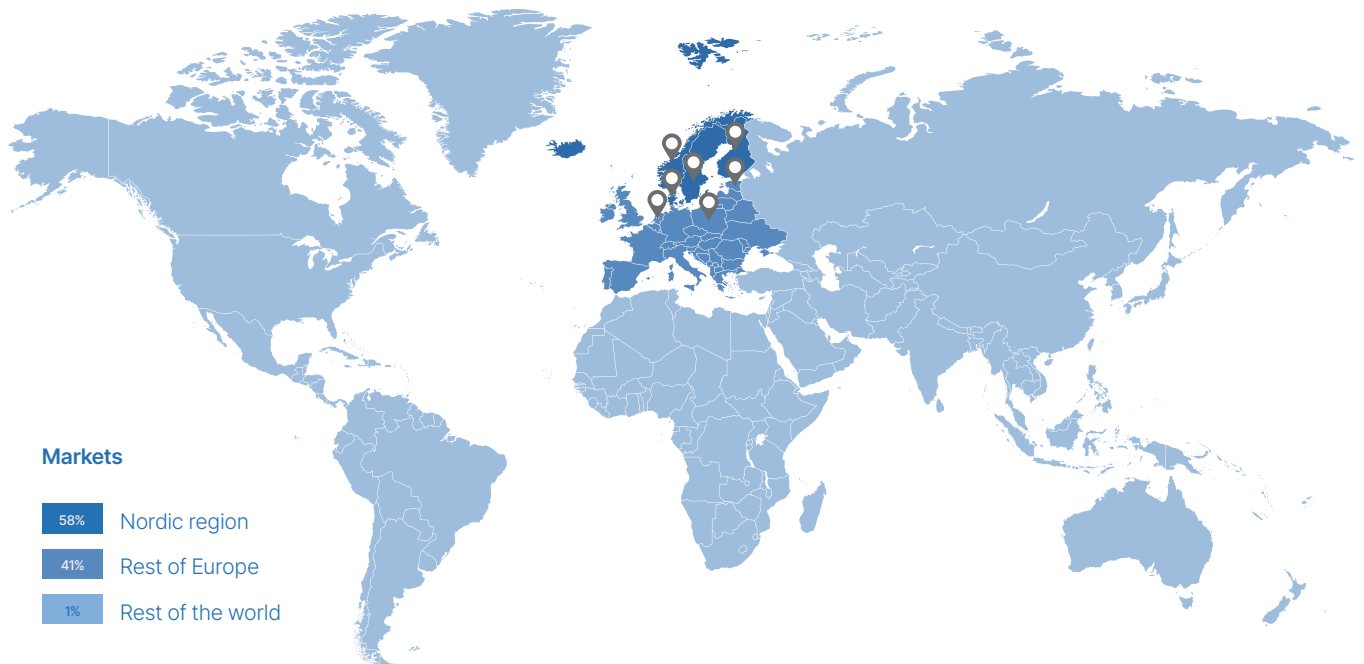 Markets
58% Nordic region
41% Rest of Europe
1% Rest of the world